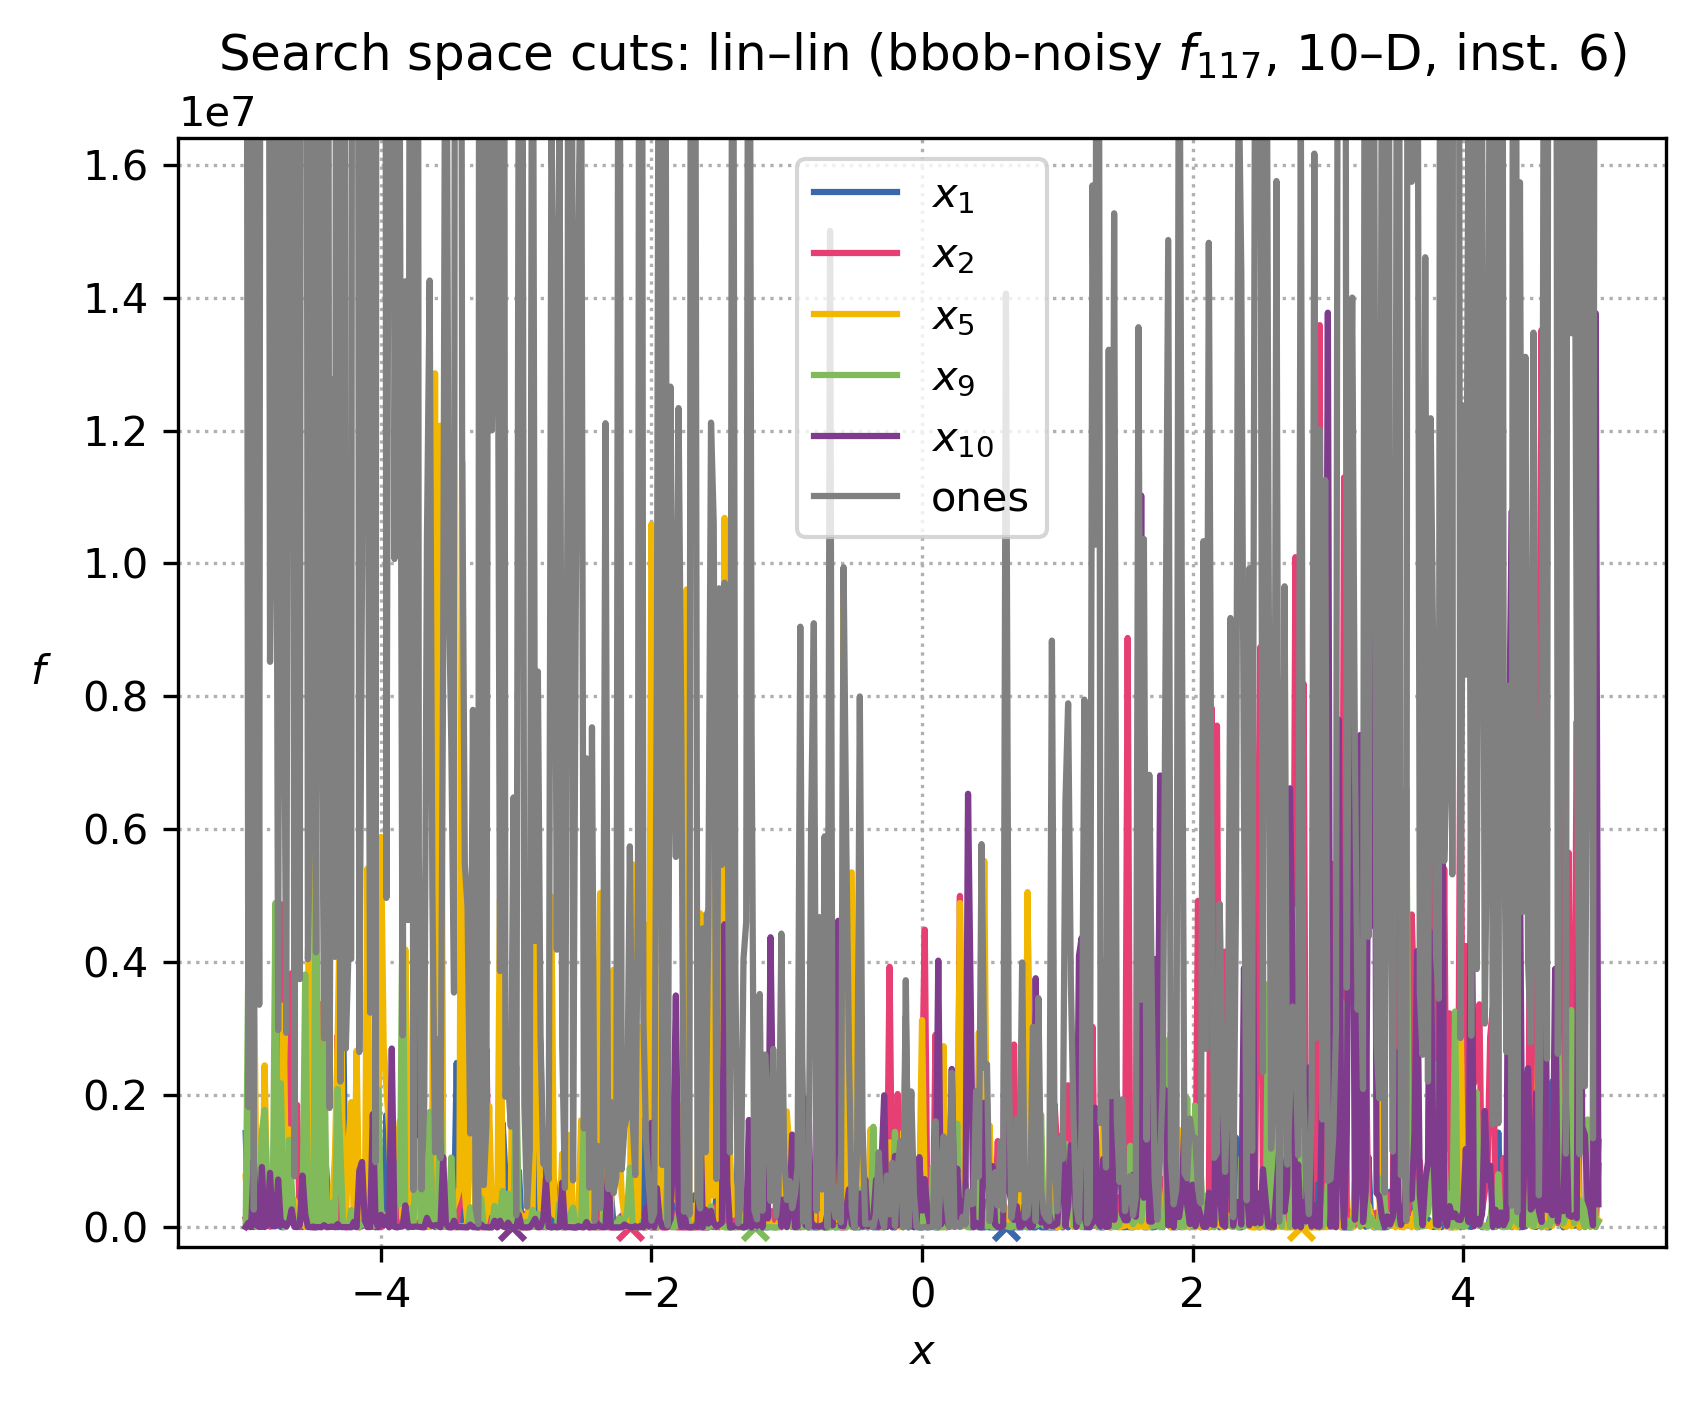 Search space cuts: lin–lin (bbob-noisy f₁₁₇, 10–D, inst. 6)
1e7
1.6
1.4
1.2
1.0
0.8
0.6
0.4
0.2
0.0
f
x₁
x₂
x₅
x₉
x₁₀
ones
−4
−2
0
2
4
x